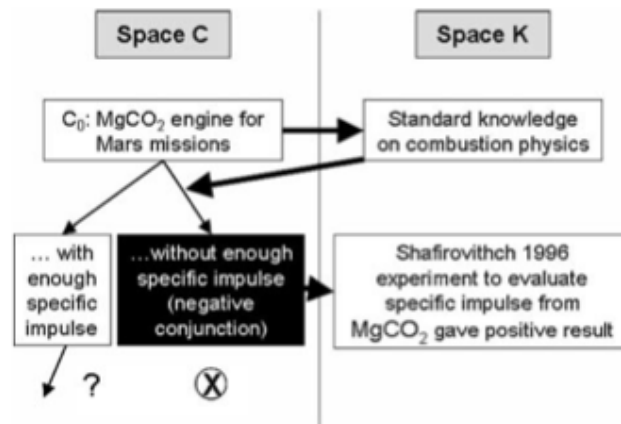 Space C
Space K
C₀: MgCO₂ engine for
Mars missions
Standard knowledge
on combustion physics
... with
enough
specific
impulse
...without enough
specific impulse
(negative
conjunction)
Shafirovithch 1996
experiment to evaluate
specific impulse from
MgCO₂ gave positive result
?
X